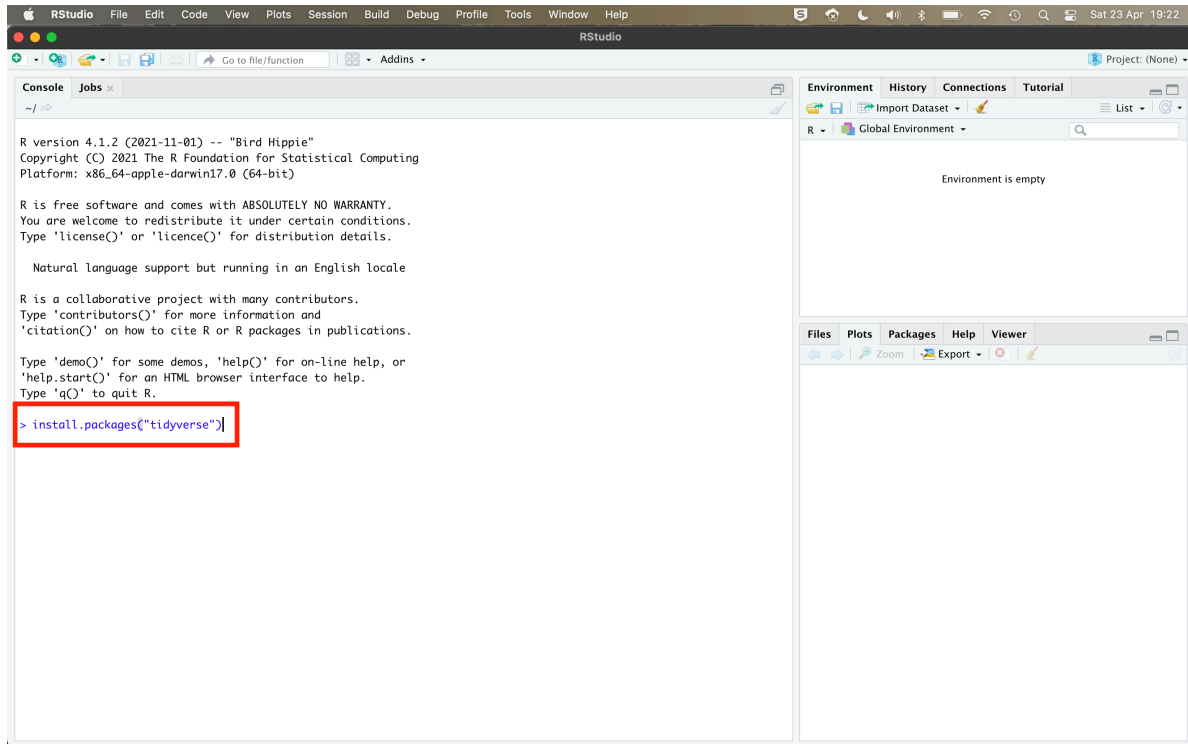 RStudio File Edit Code View Plots Session Build Debug Profile Tools Window Help Sat 23 Apr 19:22
RStudio
Go to file/function Addins Project: (None)
Console Jobs
~/
R version 4.1.2 (2021-11-01) -- "Bird Hippie"
Copyright (C) 2021 The R Foundation for Statistical Computing
Platform: x86_64-apple-darwin17.0 (64-bit)
R is free software and comes with ABSOLUTELY NO WARRANTY.
You are welcome to redistribute it under certain conditions.
Type 'license()' or 'licence()' for distribution details.
Natural language support but running in an English locale
R is a collaborative project with many contributors.
Type 'contributors()' for more information and
'citation()' on how to cite R or R packages in publications.
Type 'demo()' for some demos, 'help()' for on-line help, or
'help.start()' for an HTML browser interface to help.
Type 'q()' to quit R.
> install.packages("tidyverse")
Environment History Connections Tutorial
Import Dataset List
R Global Environment
Environment is empty
Files Plots Packages Help Viewer
Zoom Export